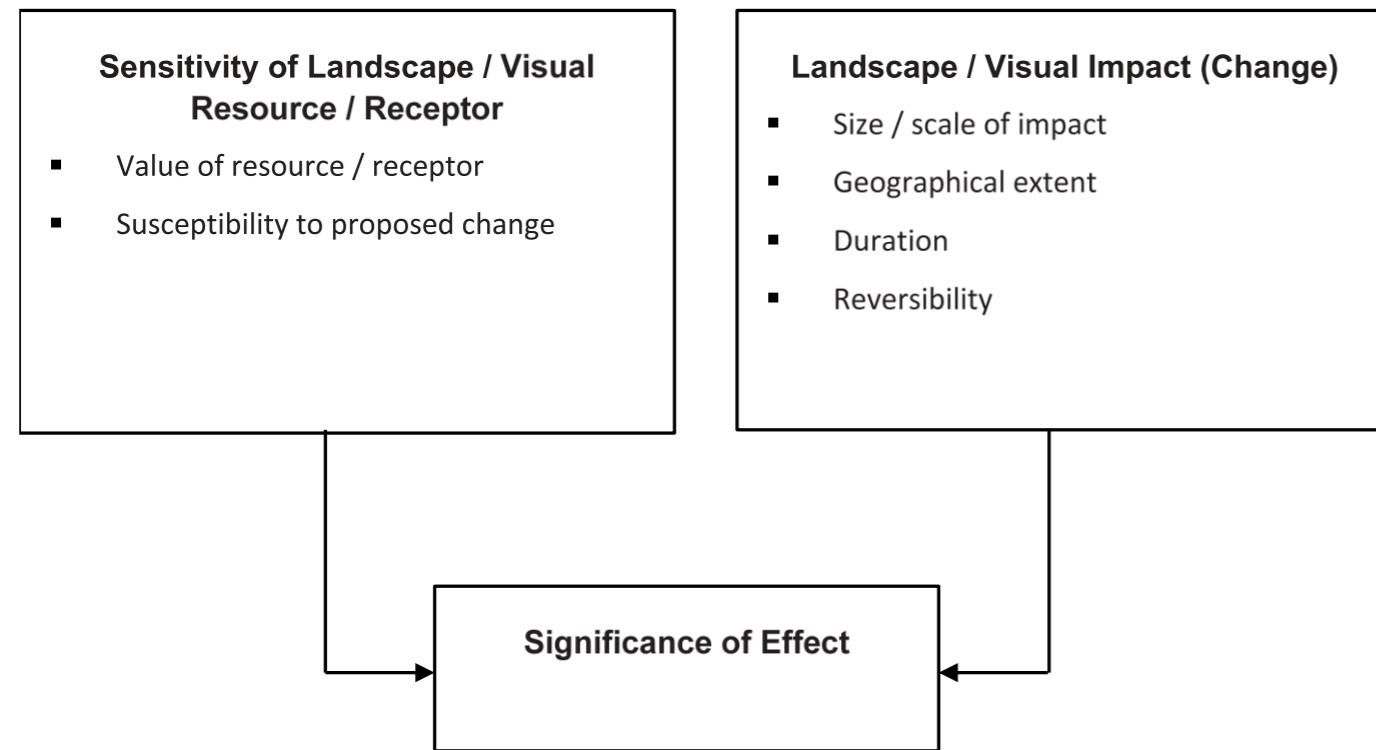 Sensitivity of Landscape / Visual
Resource / Receptor
▪ Value of resource / receptor
▪ Susceptibility to proposed change
Landscape / Visual Impact (Change)
▪ Size / scale of impact
▪ Geographical extent
▪ Duration
▪ Reversibility
Significance of Effect